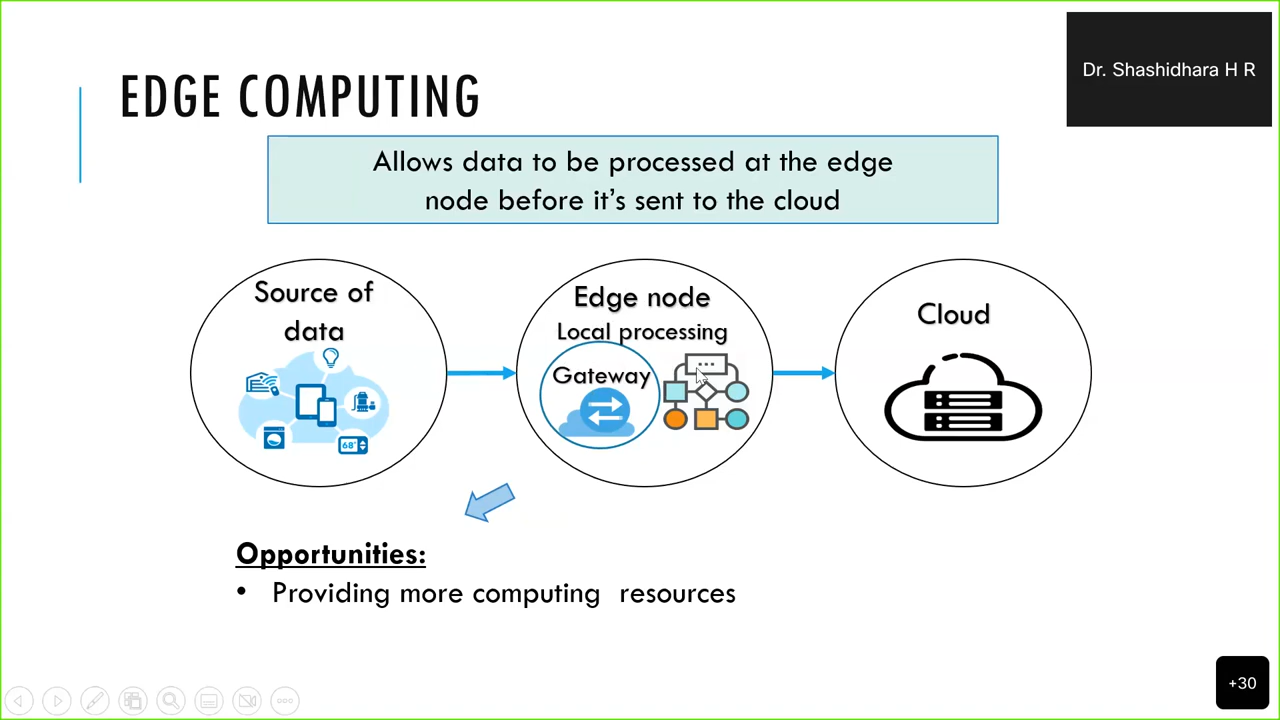 Dr. Shashidhara H R
EDGE COMPUTING
Allows data to be processed at the edge
node before it’s sent to the cloud
Source of
data
68°
Edge node
Local processing
Gateway
Cloud
Opportunities:
• Providing more computing resources
+30